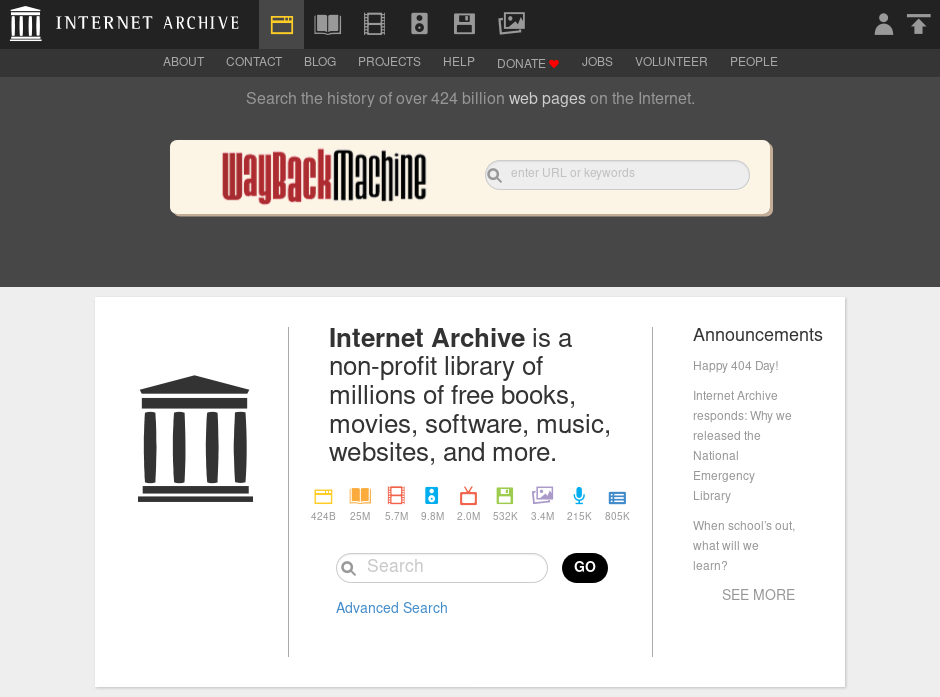 INTERNET ARCHIVE
ABOUT CONTACT BLOG PROJECTS HELP DONATE JOBS VOLUNTEER PEOPLE
Search the history of over 424 billion web pages on the Internet.
WayBackMachine
enter URL or keywords
Internet Archive is a
non-profit library of
millions of free books,
movies, software, music,
websites, and more.
424B 25M 5.7M 9.8M 2.0M 532K 3.4M 215K 805K
Search
GO
Advanced Search
Announcements
Happy 404 Day!
Internet Archive
responds: Why we
released the
National
Emergency
Library
When school’s out,
what will we
learn?
SEE MORE